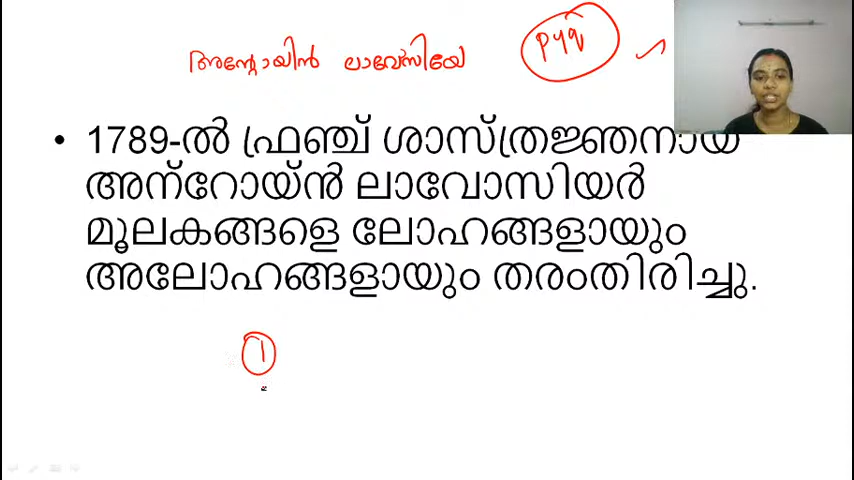 അന്റോയിൻ ലാവേസിയേ PYQ
• 1789-ൽ ഫ്രഞ്ച് ശാസ്ത്രജ്ഞനായ
അന്റോയ്ൻ ലാവോസിയർ
മൂലകങ്ങളെ ലോഹങ്ങളായും
അലോഹങ്ങളായും തരംതിരിച്ചു.
1